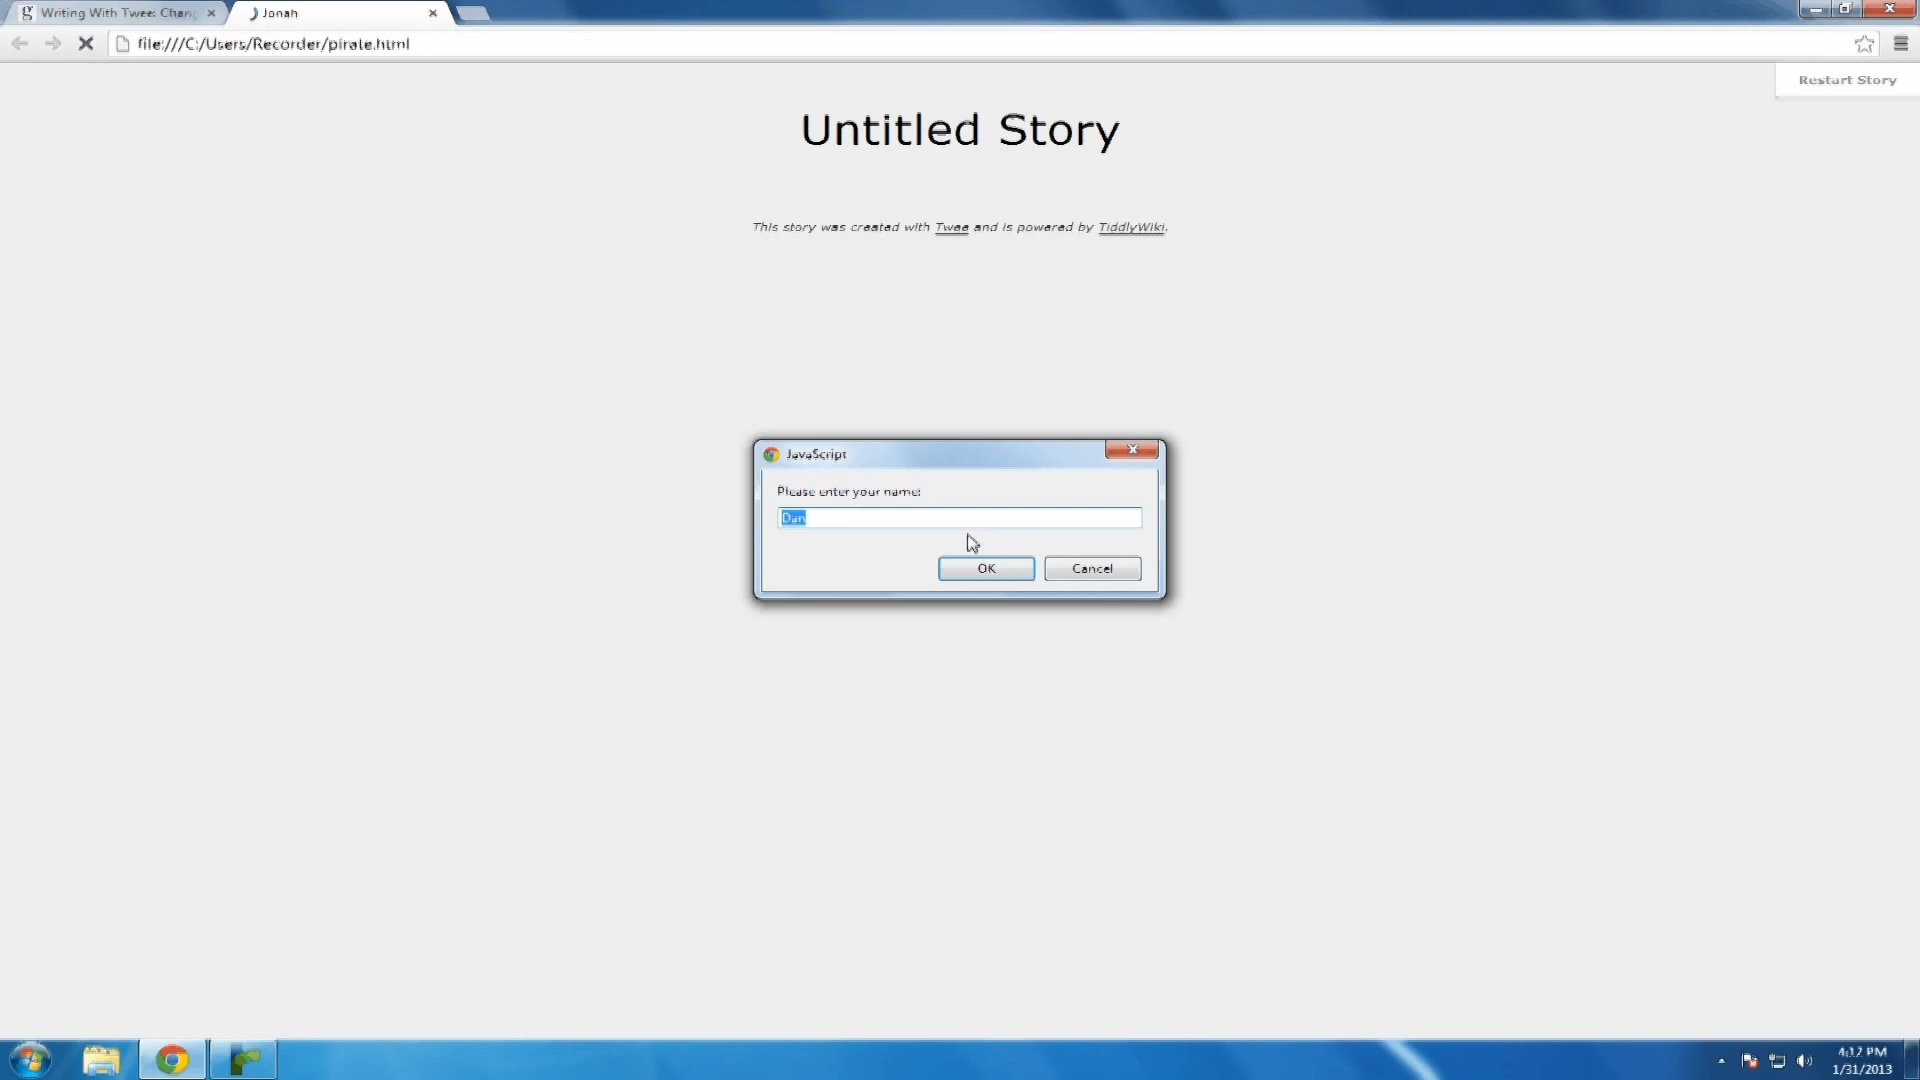 Writing With Twee: Chang
Jonah
file:///C:/Users/Recorder/pirate.html
Restart Story
Untitled Story
This story was created with Twee and is powered by TiddlyWiki.
JavaScript
Please enter your name:
Dan
OK
Cancel
4:12 PM
1/31/2013